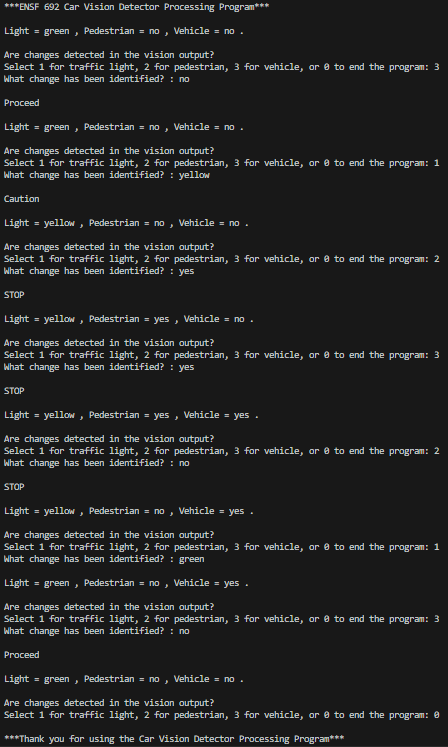 ***ENSF 692 Car Vision Detector Processing Program***
Light = green , Pedestrian = no , Vehicle = no .
Are changes detected in the vision output?
Select 1 for traffic light, 2 for pedestrian, 3 for vehicle, or 0 to end the program: 3
What change has been identified? : no
Proceed
Light = green , Pedestrian = no , Vehicle = no .
Are changes detected in the vision output?
Select 1 for traffic light, 2 for pedestrian, 3 for vehicle, or 0 to end the program: 1
What change has been identified? : yellow
Caution
Light = yellow , Pedestrian = no , Vehicle = no .
Are changes detected in the vision output?
Select 1 for traffic light, 2 for pedestrian, 3 for vehicle, or 0 to end the program: 2
What change has been identified? : yes
STOP
Light = yellow , Pedestrian = yes , Vehicle = no .
Are changes detected in the vision output?
Select 1 for traffic light, 2 for pedestrian, 3 for vehicle, or 0 to end the program: 3
What change has been identified? : yes
STOP
Light = yellow , Pedestrian = yes , Vehicle = yes .
Are changes detected in the vision output?
Select 1 for traffic light, 2 for pedestrian, 3 for vehicle, or 0 to end the program: 2
What change has been identified? : no
STOP
Light = yellow , Pedestrian = no , Vehicle = yes .
Are changes detected in the vision output?
Select 1 for traffic light, 2 for pedestrian, 3 for vehicle, or 0 to end the program: 1
What change has been identified? : green
Light = green , Pedestrian = no , Vehicle = yes .
Are changes detected in the vision output?
Select 1 for traffic light, 2 for pedestrian, 3 for vehicle, or 0 to end the program: 3
What change has been identified? : no
Proceed
Light = green , Pedestrian = no , Vehicle = no .
Are changes detected in the vision output?
Select 1 for traffic light, 2 for pedestrian, 3 for vehicle, or 0 to end the program: 0
***Thank you for using the Car Vision Detector Processing Program***